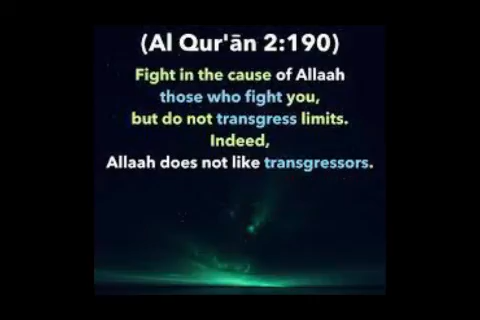 (Al Qur'ān 2:190)
Fight in the cause of Allaah
those who fight you,
but do not transgress limits.
Indeed,
Allaah does not like transgressors.